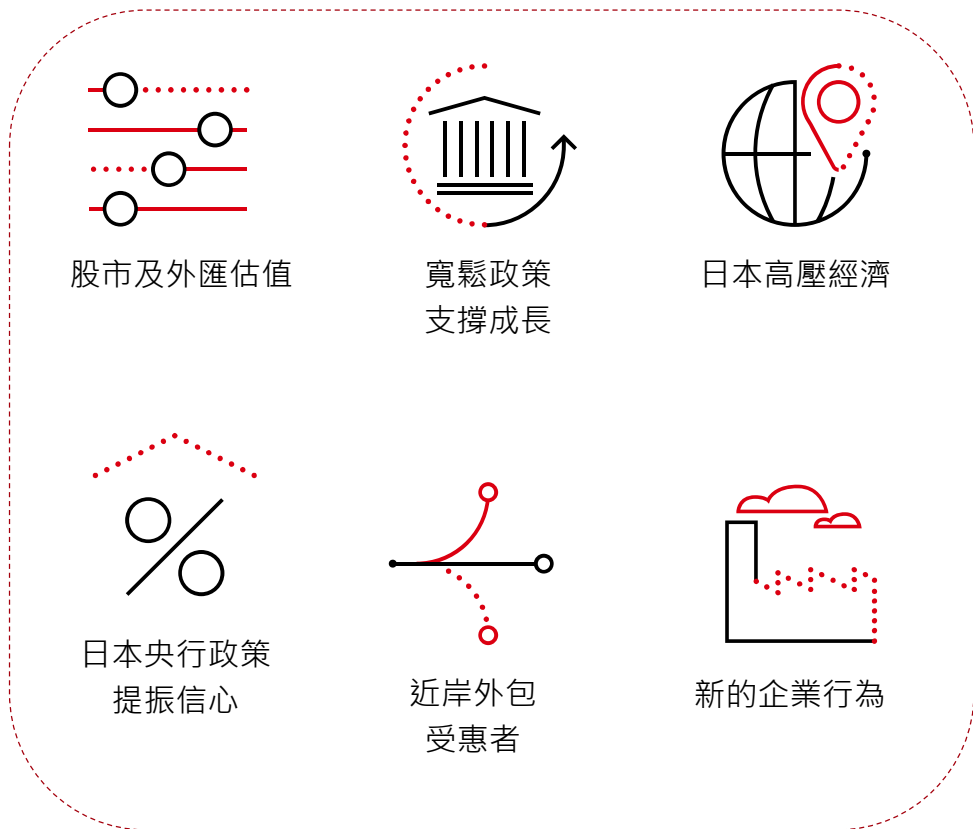 股市及外匯估值
寬鬆政策
支撐成長
日本高壓經濟
日本央行政策
提振信心
近岸外包
受惠者
新的企業行為